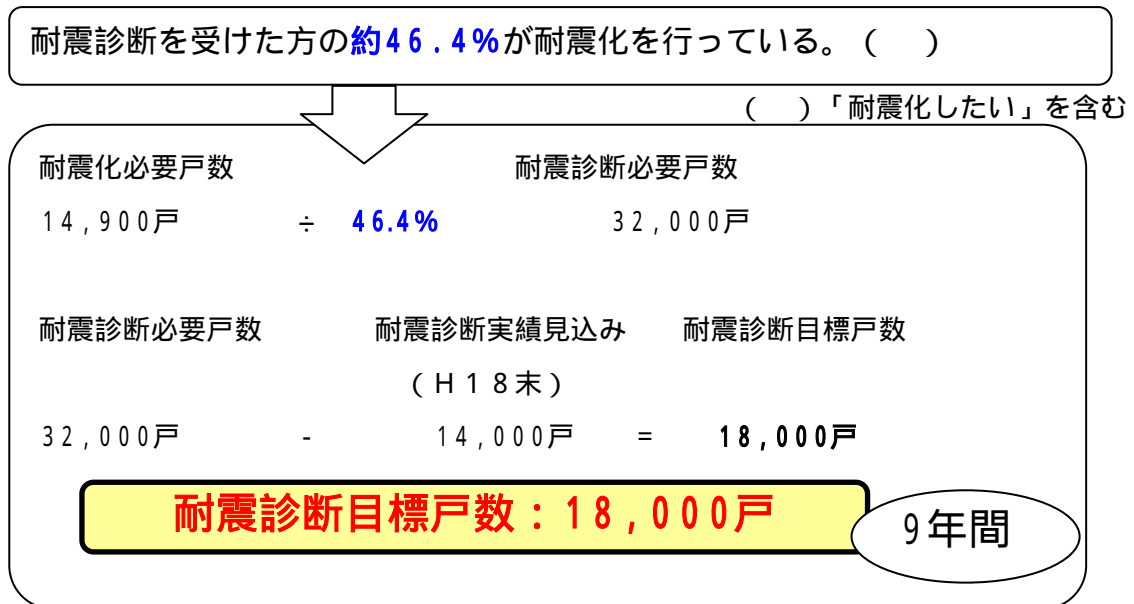 耐震診断を受けた方の約46.4%が耐震化を行っている。(　)
(　)「耐震化したい」を含む
耐震化必要戸数　耐震診断必要戸数
14,900戸　÷　46.4%　32,000戸
耐震診断必要戸数　耐震診断実績見込み　耐震診断目標戸数
(H18末)
32,000戸　-　14,000戸　=　18,000戸
耐震診断目標戸数：18,000戸
9年間